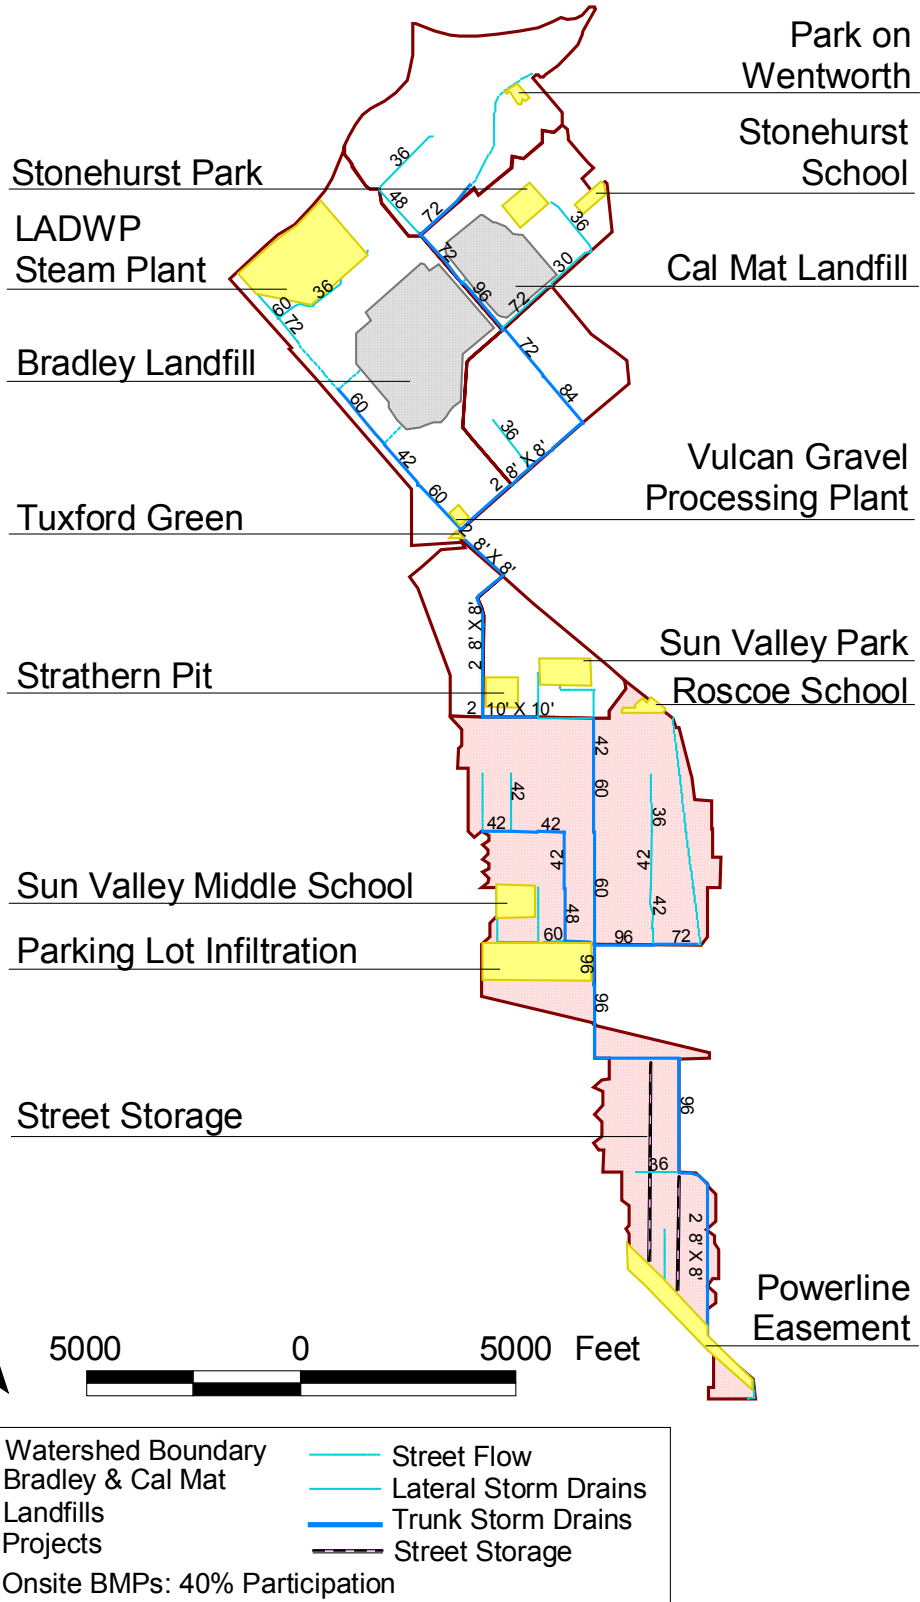 Park on
Wentworth
Stonehurst
School
Stonehurst Park
LADWP
Steam Plant
Cal Mat Landfill
Bradley Landfill
Vulcan Gravel
Processing Plant
Tuxford Green
Sun Valley Park
Strathern Pit
Roscoe School
Sun Valley Middle School
Parking Lot Infiltration
Street Storage
Powerline
Easement
36
48
72
36
72
30
96
72
36
60
72
72
84
60
36
42
2 8' X 8'
60
2 8' X 8'
2 8' X 8'
2 10' X 10'
42
60
42
36
42 42
42
42
60
42
48
60
96 72
96
96
96
36
2 8' X 8'
5000 0 5000 Feet
Watershed Boundary
Bradley & Cal Mat
Landfills
Projects
Onsite BMPs: 40% Participation
Street Flow
Lateral Storm Drains
Trunk Storm Drains
Street Storage